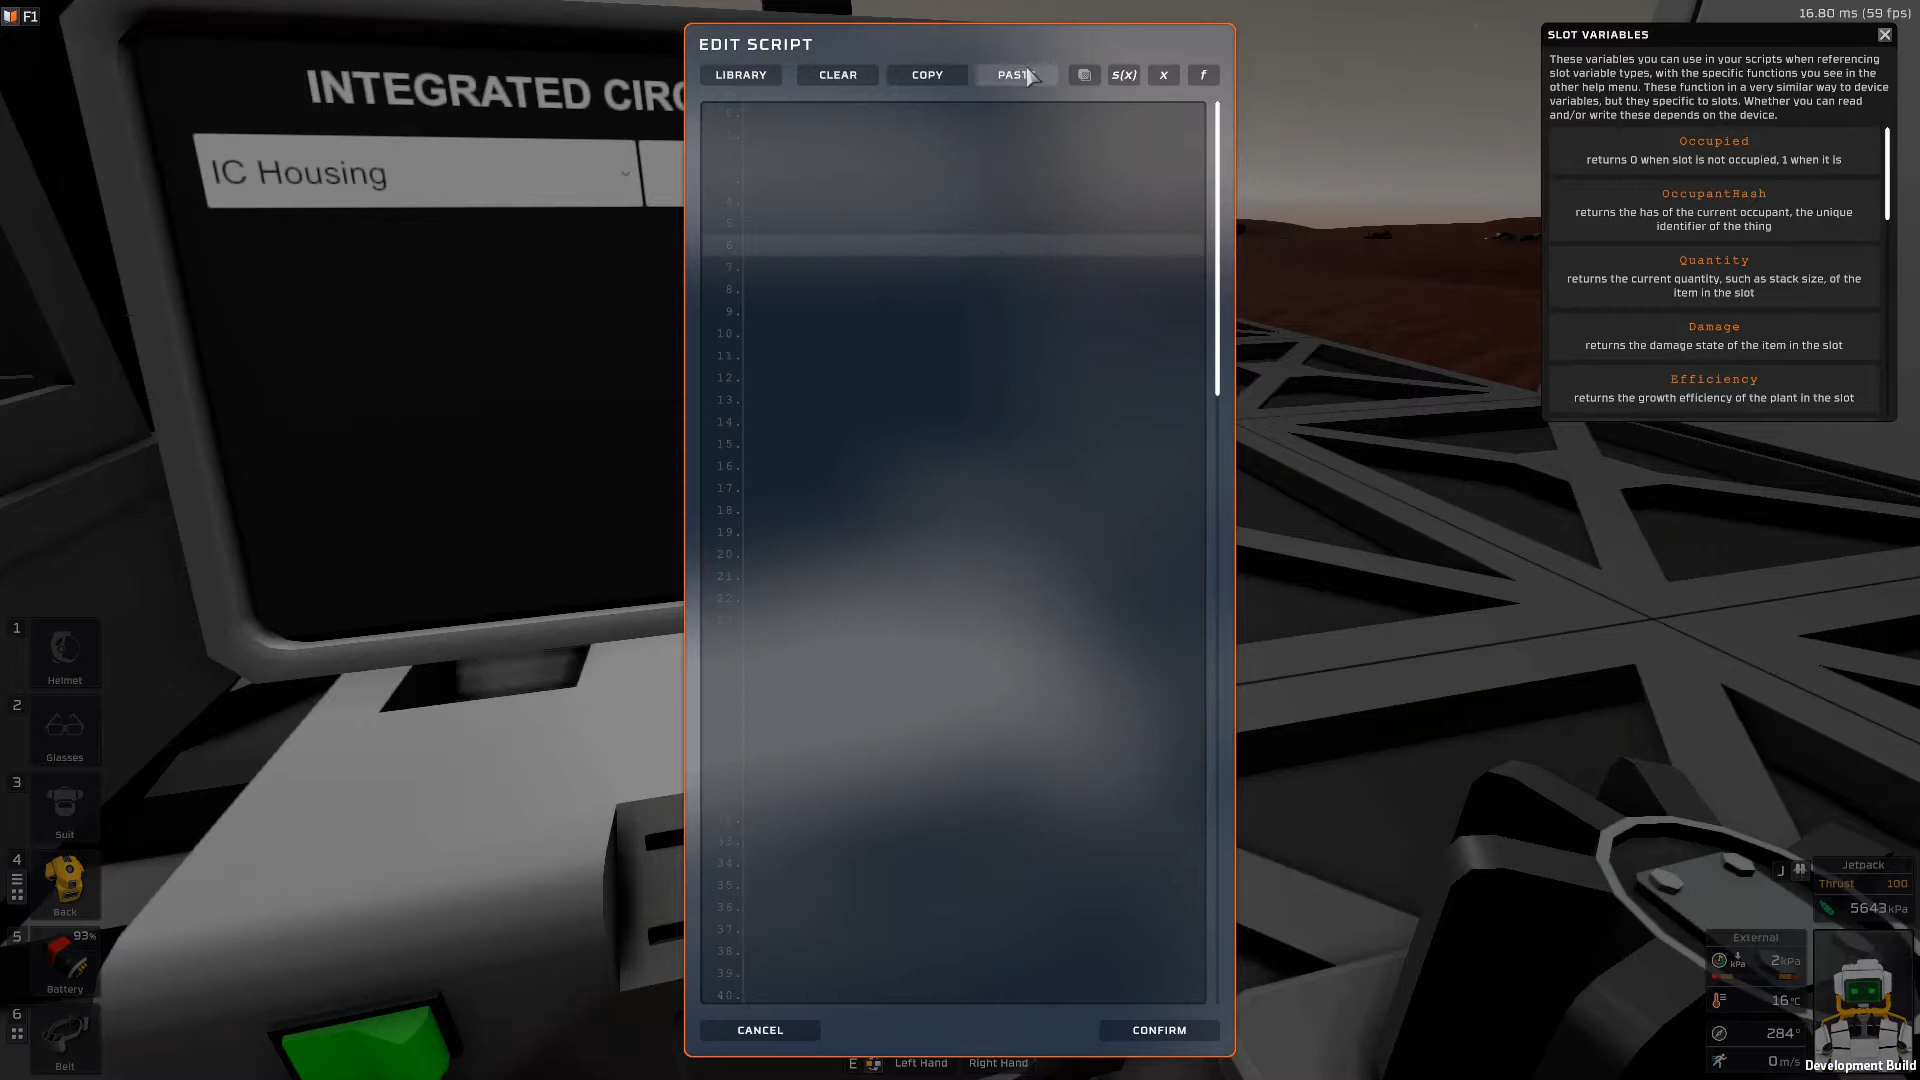 F1
16.80 ms (59 fps)
INTEGRATED CIRC
IC Housing
EDIT SCRIPT
LIBRARY
CLEAR
COPY
PAST
s(x)
x
f
0.
4.
5
6
7.
8.
9.
10.
11.
12.
13.
14.
15.
16.
17.
18.
19.
20.
21.
22.
33.
34.
35.
36.
37.
38.
39.
40.
CANCEL
CONFIRM
SLOT VARIABLES
These variables you can use in your scripts when referencing
slot variable types, with the specific functions you see in the
other help menu. These function in a very similar way to device
variables, but they specific to slots. Whether you can read
and/or write these depends on the device.
Occupied
returns 0 when slot is not occupied, 1 when it is
OccupantHash
returns the has of the current occupant, the unique
identifier of the thing
Quantity
returns the current quantity, such as stack size, of the
item in the slot
Damage
returns the damage state of the item in the slot
Efficiency
returns the growth efficiency of the plant in the slot
1
Helmet
2
Glasses
3
Suit
4
Back
5
93%
Battery
6
Belt
E
Left Hand
Right Hand
J
Jetpack
Thrust 100
5643 kPa
External
kPa
2 kPa
16°C
284°
0 m/s
Development Build